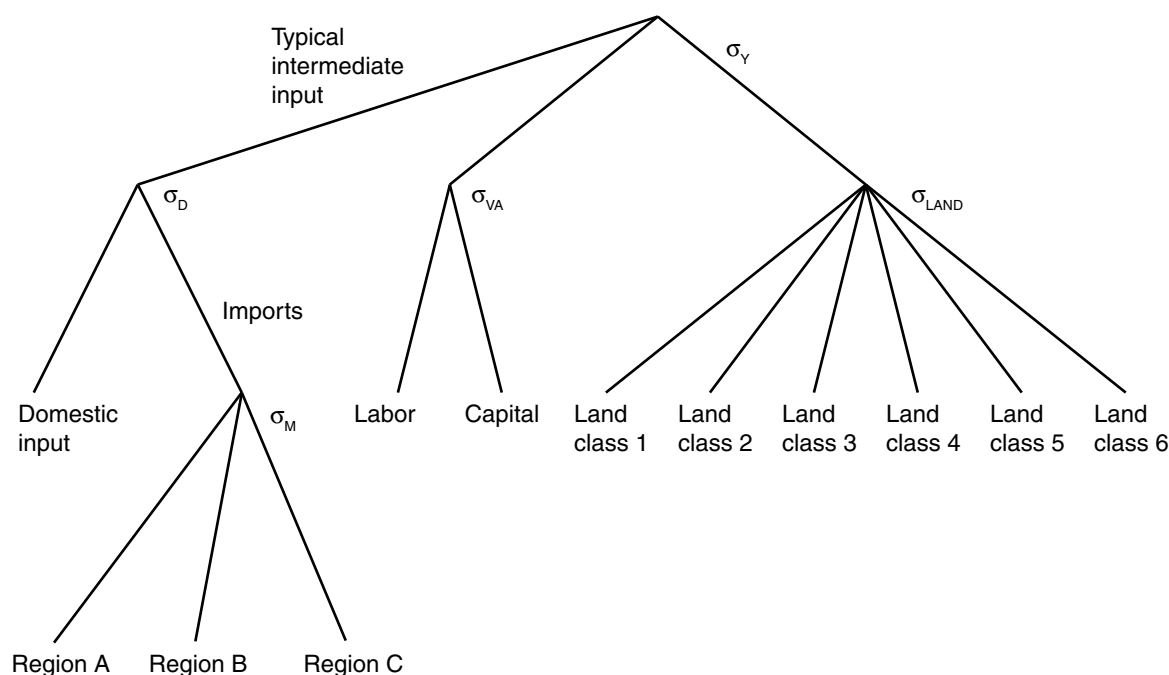 Typical
intermediate
input
σY
σD
σVA
σLAND
Imports
Domestic
input
σM
Labor
Capital
Land
class 1
Land
class 2
Land
class 3
Land
class 4
Land
class 5
Land
class 6
Region A
Region B
Region C